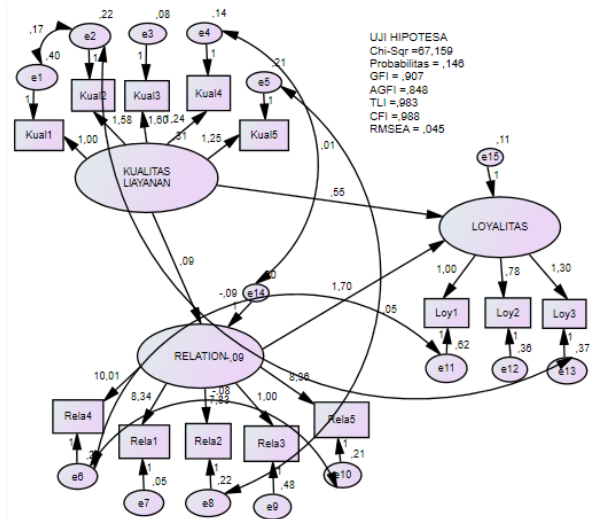 UJI HIPOTESA
Chi-Sqr =67,159
Probabilitas =,146
GFI =,907
AGFI =,848
TLI =,983
CFI =,988
RMSEA =,045
,17
,22
,08
,14
e2
e3
e4
,21
,40
e1
e5
1
1
1
1
1
Kual1
Kual2
Kual3
Kual4
Kual5
1,00
1,58
1,60
1,24
,31
1,25
KUALITAS
LIAYANAN
,01
,11
e15
1
,55
LOYALITAS
,09
1,70
1,00
,78
1,30
Loy1
Loy2
Loy3
1
1
1
,62
,36
,37
e11
e12
e13
-,09
e14
1
,05
RELATION
-,09
10,01
8,34
-,08
7,83
1,00
8,36
Rela4
Rela1
Rela2
Rela3
Rela5
1
1
1
1
e6
e7
e8
e9
e10
,05
,22
,48
,21